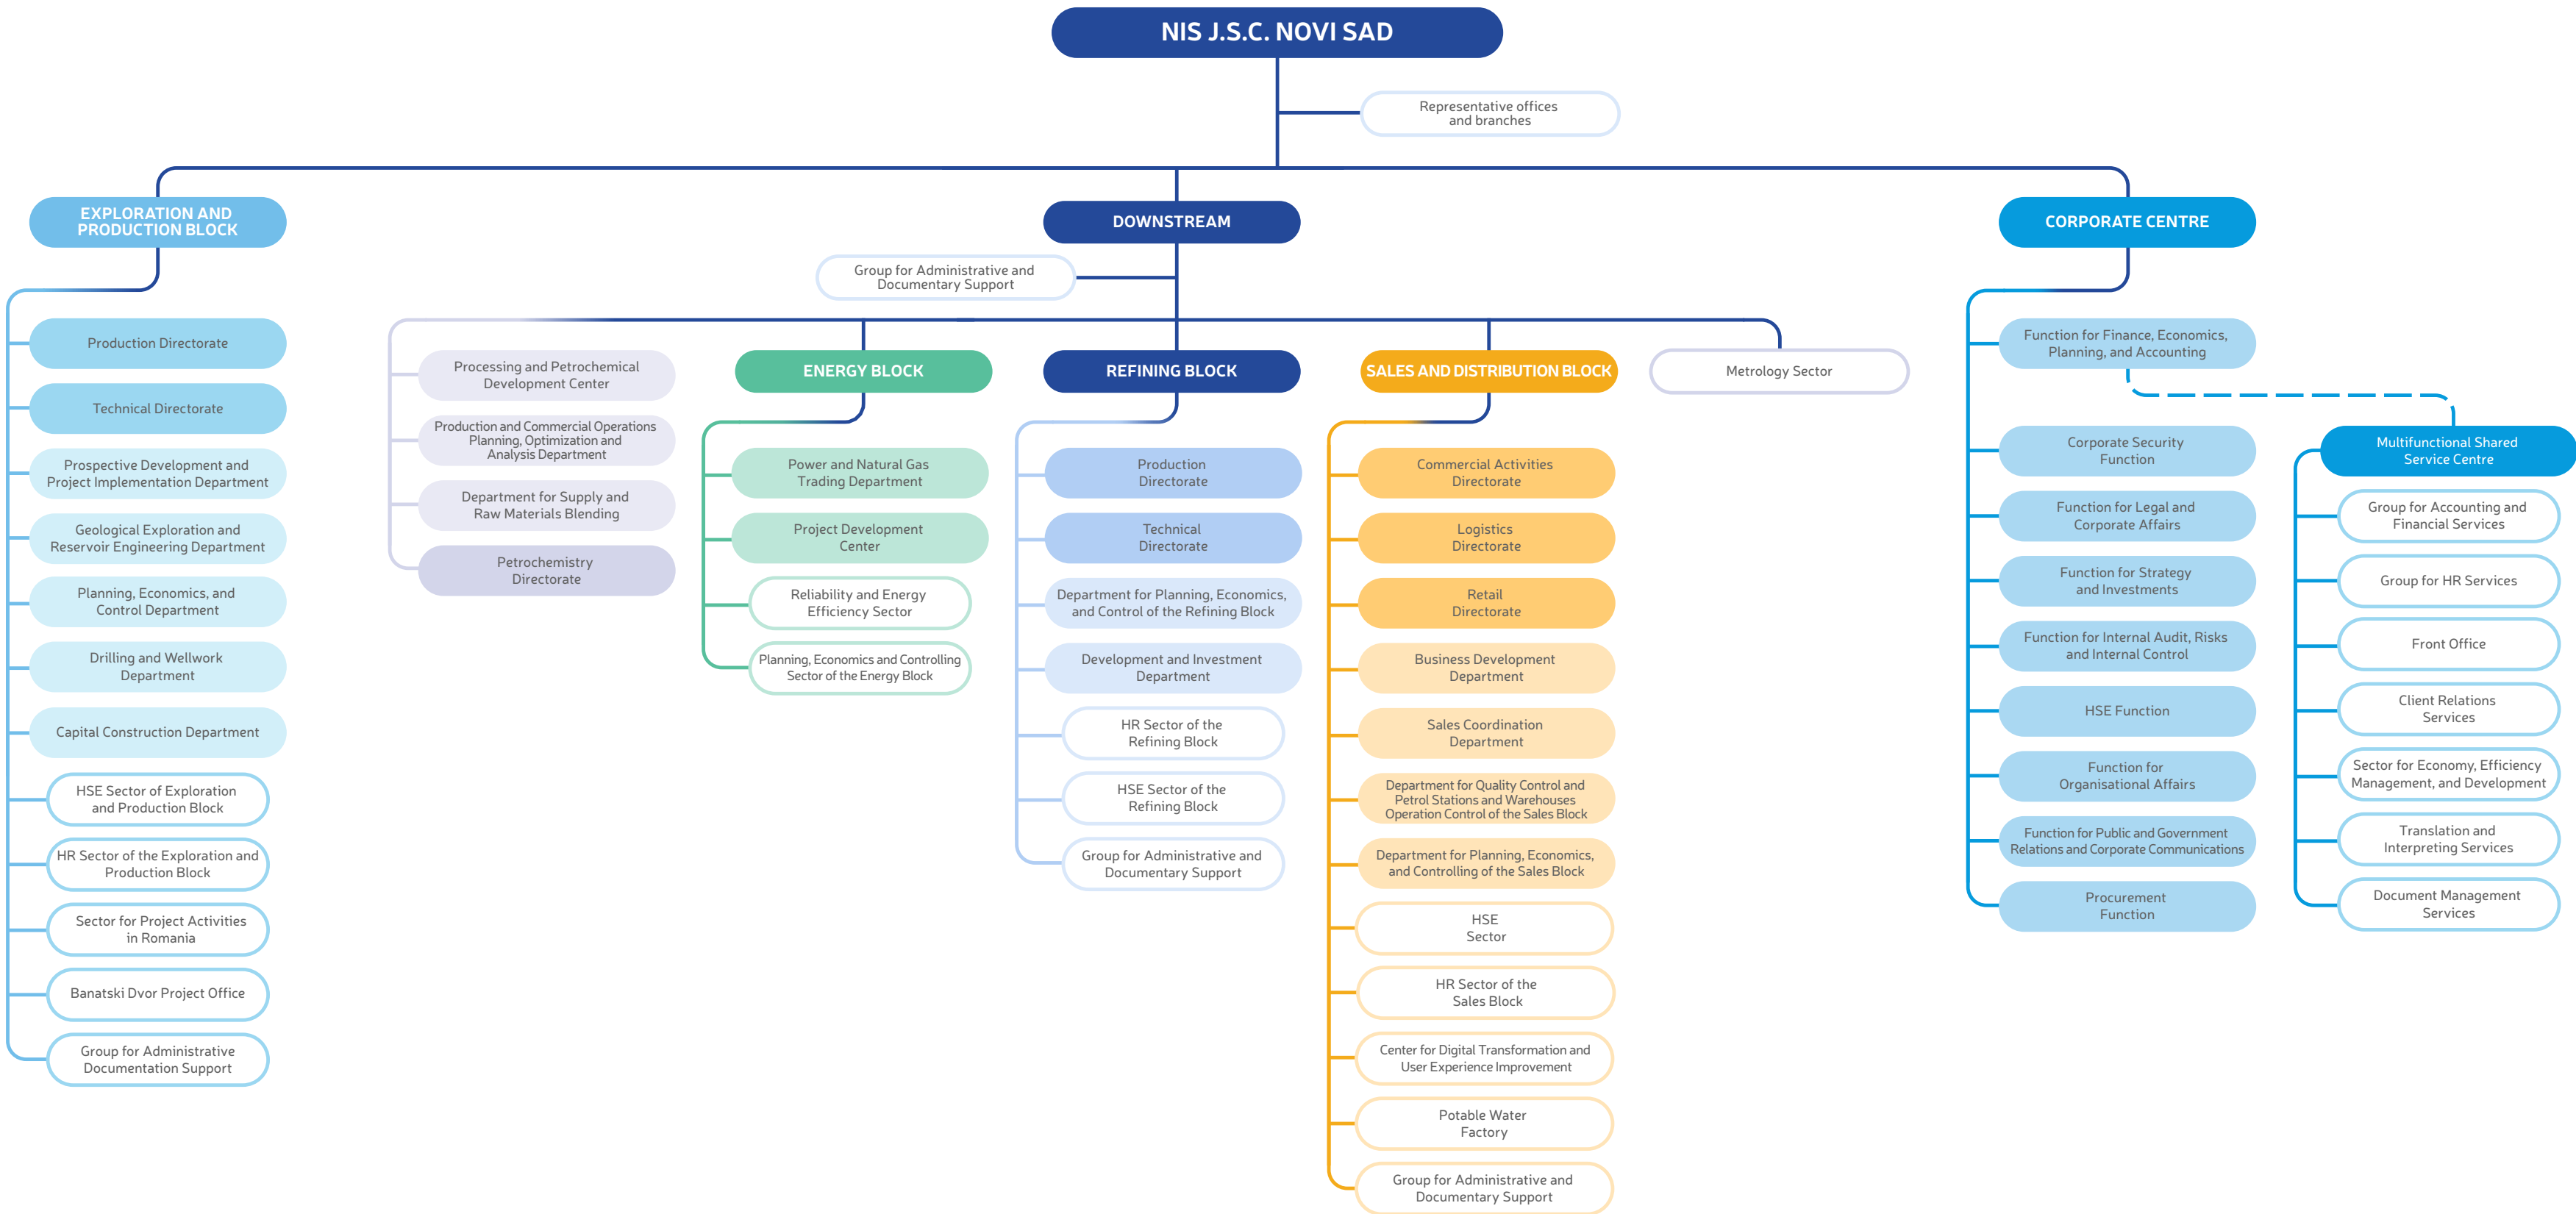 NIS J.S.C. NOVI SAD
Representative offices
and branches
EXPLORATION AND
PRODUCTION BLOCK
Production Directorate
Technical Directorate
Prospective Development and
Project Implementation Department
Geological Exploration and
Reservoir Engineering Department
Planning, Economics, and
Control Department
Drilling and Wellwork
Department
Capital Construction Department
HSE Sector of Exploration
and Production Block
HR Sector of the Exploration and
Production Block
Sector for Project Activities
in Romania
Banatski Dvor Project Office
Group for Administrative
Documentation Support
DOWNSTREAM
Group for Administrative and
Documentary Support
Processing and Petrochemical
Development Center
Production and Commercial Operations
Planning, Optimization and
Analysis Department
Department for Supply and
Raw Materials Blending
Petrochemistry
Directorate
ENERGY BLOCK
Power and Natural Gas
Trading Department
Project Development
Center
Reliability and Energy
Efficiency Sector
Planning, Economics and Controlling
Sector of the Energy Block
REFINING BLOCK
Production
Directorate
Technical
Directorate
Department for Planning, Economics,
and Control of the Refining Block
Development and Investment
Department
HR Sector of the
Refining Block
HSE Sector of the
Refining Block
Group for Administrative and
Documentary Support
SALES AND DISTRIBUTION BLOCK
Commercial Activities
Directorate
Logistics
Directorate
Retail
Directorate
Business Development
Department
Sales Coordination
Department
Department for Quality Control and
Petrol Stations and Warehouses
Operation Control of the Sales Block
Department for Planning, Economics,
and Controlling of the Sales Block
HSE
Sector
HR Sector of the
Sales Block
Center for Digital Transformation and
User Experience Improvement
Potable Water
Factory
Group for Administrative and
Documentary Support
Metrology Sector
CORPORATE CENTRE
Function for Finance, Economics,
Planning, and Accounting
Corporate Security
Function
Function for Legal and
Corporate Affairs
Function for Strategy
and Investments
Function for Internal Audit, Risks
and Internal Control
HSE Function
Function for
Organisational Affairs
Function for Public and Government
Relations and Corporate Communications
Procurement
Function
Multifunctional Shared
Service Centre
Group for Accounting and
Financial Services
Group for HR Services
Front Office
Client Relations
Services
Sector for Economy, Efficiency
Management, and Development
Translation and
Interpreting Services
Document Management
Services